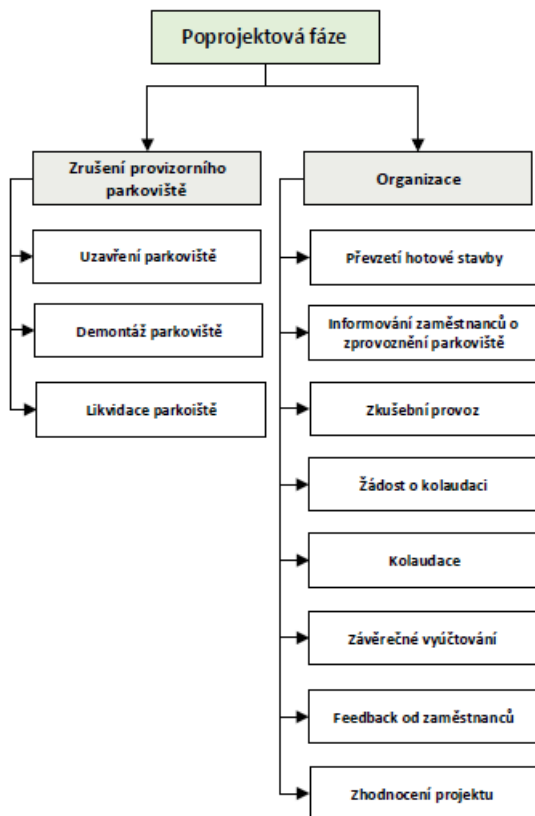 Poprojektová fáze
Zrušení provizorního
parkoviště
Uzavření parkoviště
Demontáž parkoviště
Likvidace parkoiště
Organizace
Převzetí hotové stavby
Informování zaměstnanců o
zprovoznění parkoviště
Zkušební provoz
Žádost o kolaudaci
Kolaudace
Závěrečné vyúčtování
Feedback od zaměstnanců
Zhodnocení projektu